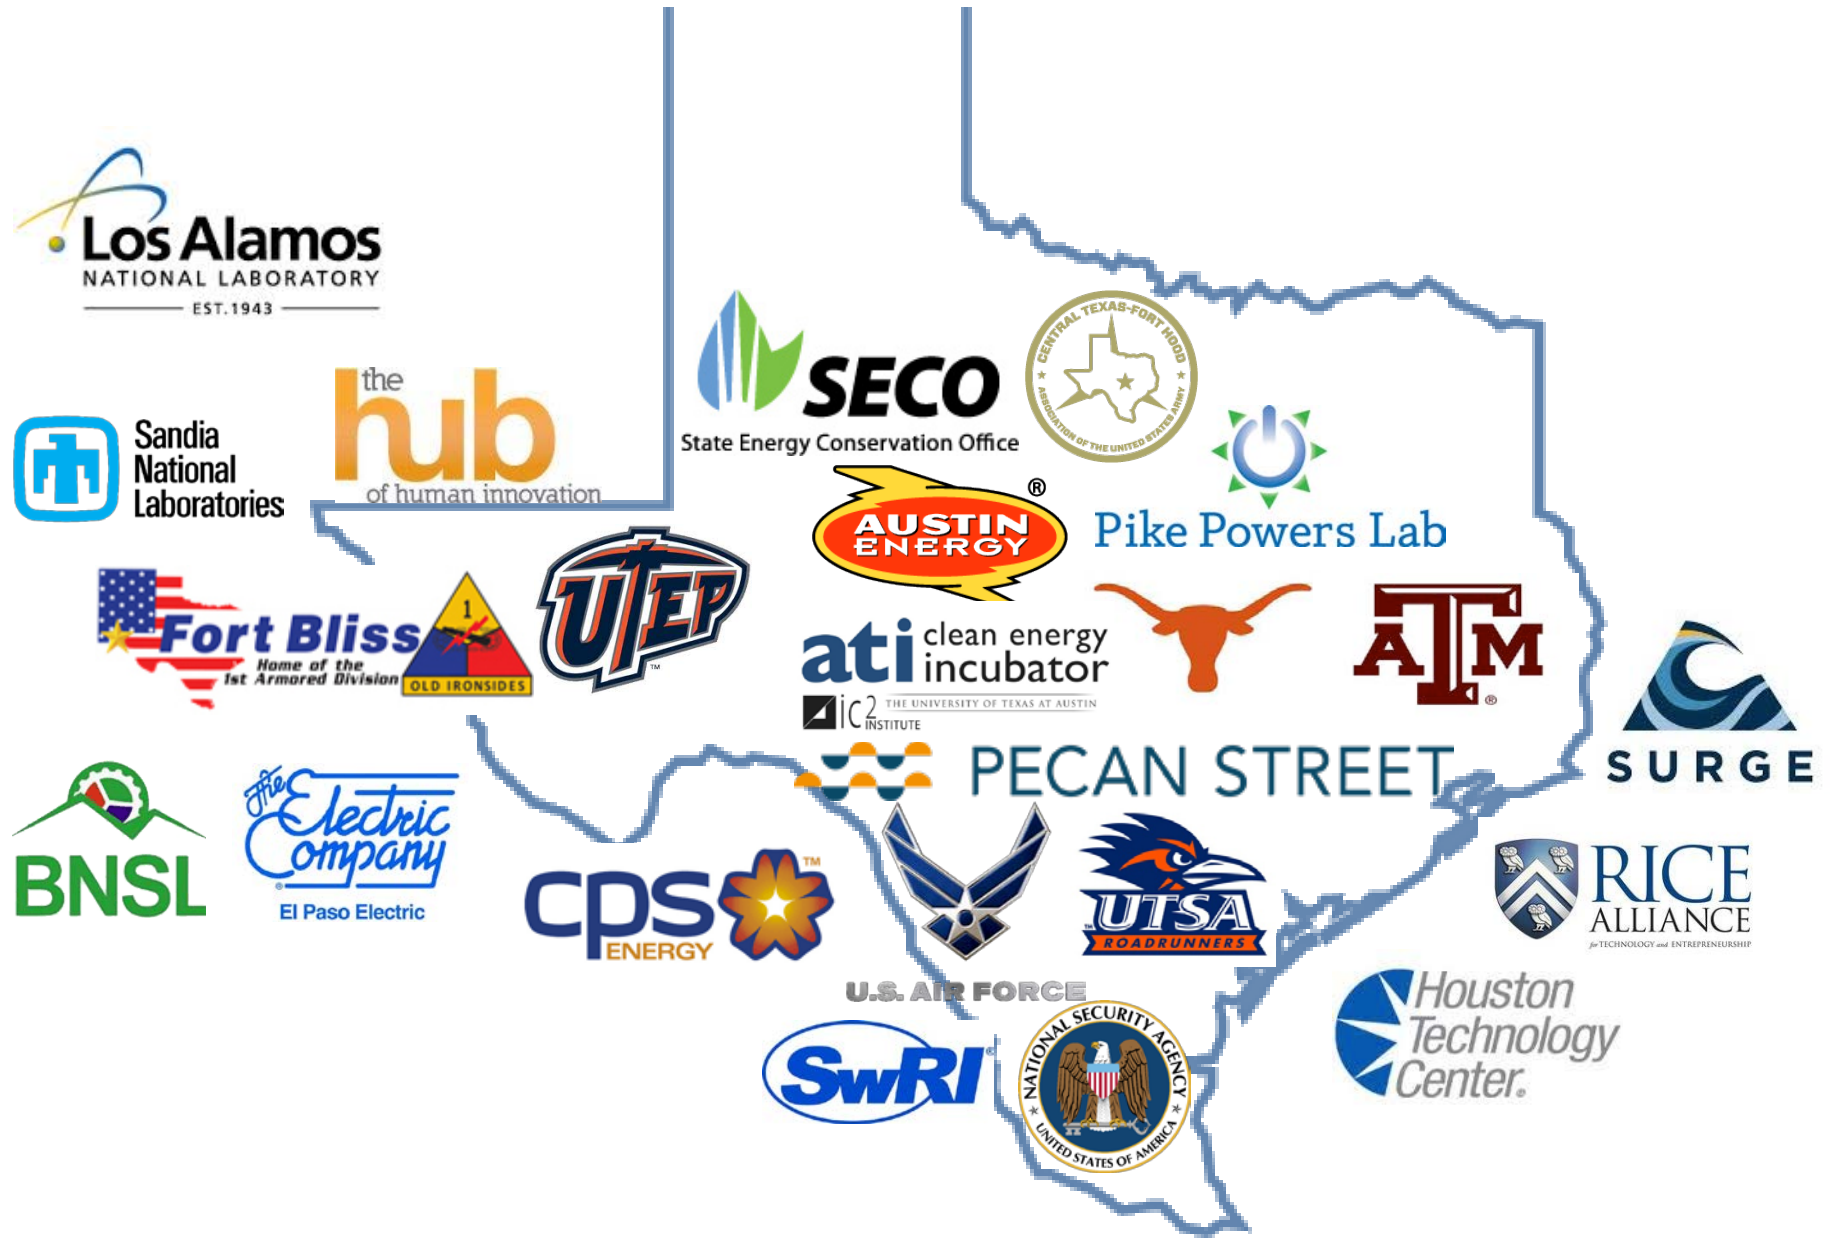 Los Alamos
NATIONAL LABORATORY
EST.1943
the
hub
of human innovation
Sandia
National
Laboratories
SECO
State Energy Conservation Office
CENTRAL TEXAS-FORT HOOD
ASSOCIATION OF THE UNITED STATES ARMY
AUSTIN
ENERGY
®
Pike Powers Lab
Fort Bliss
Home of the
1st Armored Division
1
OLD IRONSIDES
UTEP
™
ati clean energy
incubator
ic2
INSTITUTE
THE UNIVERSITY OF TEXAS AT AUSTIN
ATM
®
SURGE
PECAN STREET
BNSL
The
Electric
Company
®
El Paso Electric
cps
ENERGY
™
U.S. AIR FORCE
UTSA
™
ROADRUNNERS
RICE
ALLIANCE
for TECHNOLOGY and ENTREPRENEURSHIP
SwRI
®
NATIONAL SECURITY AGENCY
UNITED STATES OF AMERICA
Houston
Technology
Center®